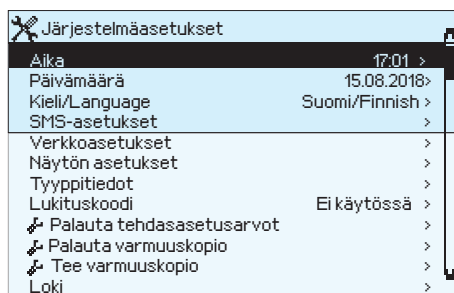 Järjestelmäasetukset
Aika 17:01 >
Päivämäärä 15.08.2018>
Kieli/Language Suomi/Finnish >
SMS-asetukset >
Verkkoasetukset >
Näytön asetukset >
Tyyppitiedot >
Lukituskoodi Ei käytössä >
Palauta tehdasasetusarvot >
Palauta varmuuskopio >
Tee varmuuskopio >
Loki >